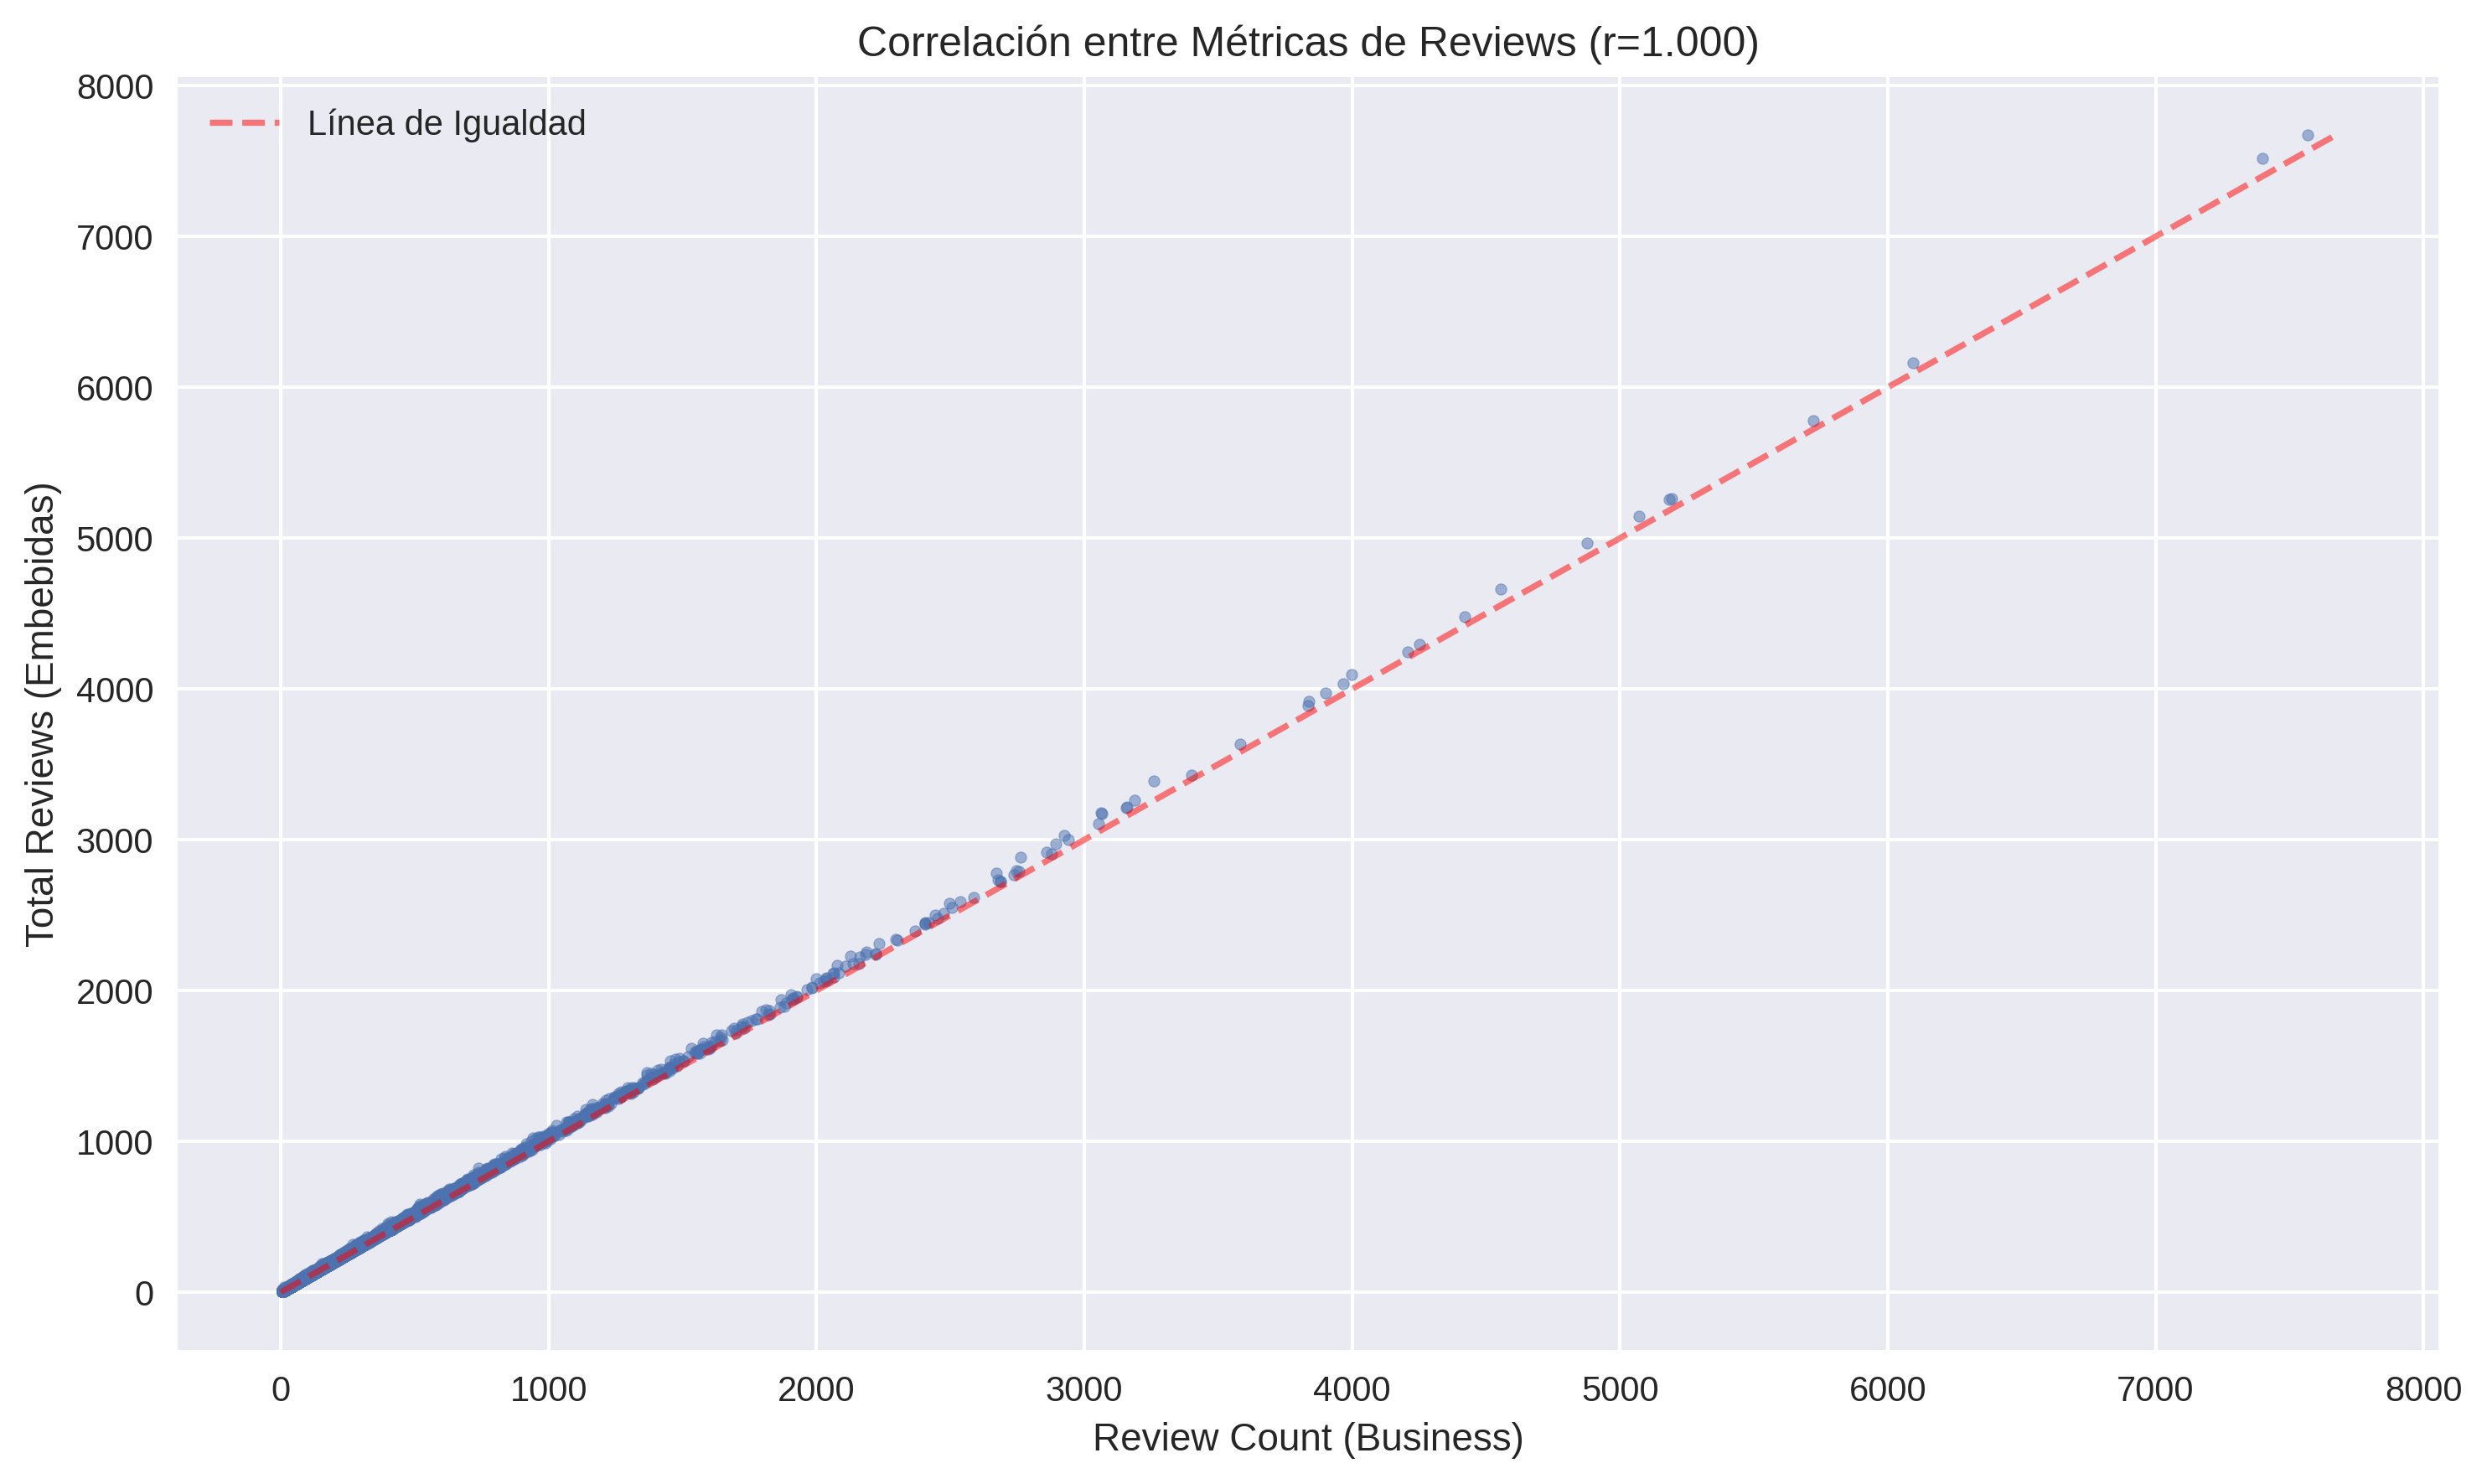 Correlación entre Métricas de Reviews (r=1.000)
Línea de Igualdad
Total Reviews (Embebidas)
8000
7000
6000
5000
4000
3000
2000
1000
0
0 1000 2000 3000 4000 5000 6000 7000 8000
Review Count (Business)